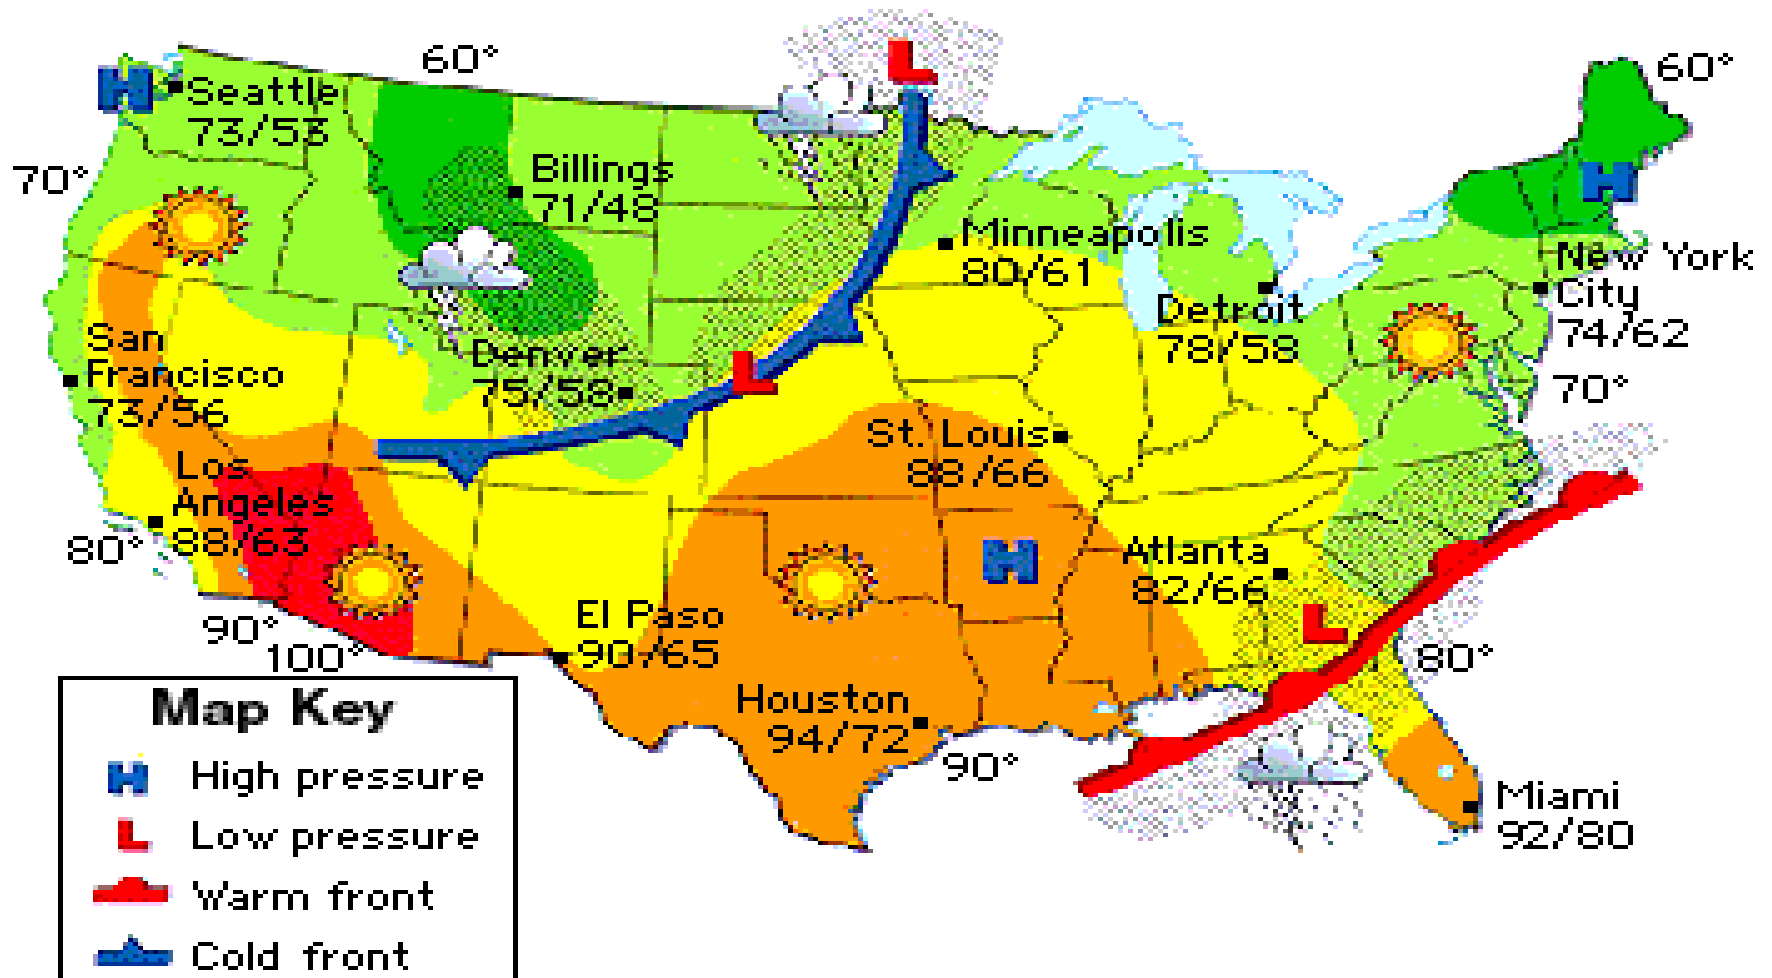 L
60°
60°
H
Seattle
73/53
70°
Billings
71/48
H
Minneapolis
80/61
New York
City
74/62
Detroit
78/58
San
Francisco
73/56
Denver
75/58
L
70°
St. Louis
88/66
Los
Angeles
88/63
80°
H
Atlanta
82/66
L
El Paso
90/65
90°
100°
80°
Houston
94/72
90°
Miami
92/80
Map Key
H High pressure
L Low pressure
Warm front
Cold front